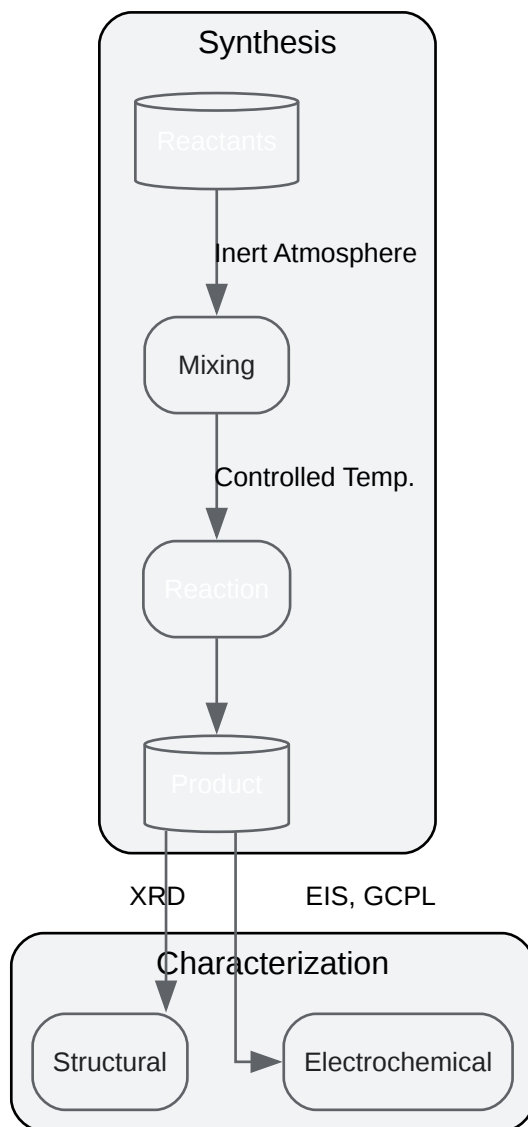 Synthesis
Reactants
Inert Atmosphere
Mixing
Controlled Temp.
Reaction
Product
XRD
EIS, GCPL
Characterization
Structural
Electrochemical